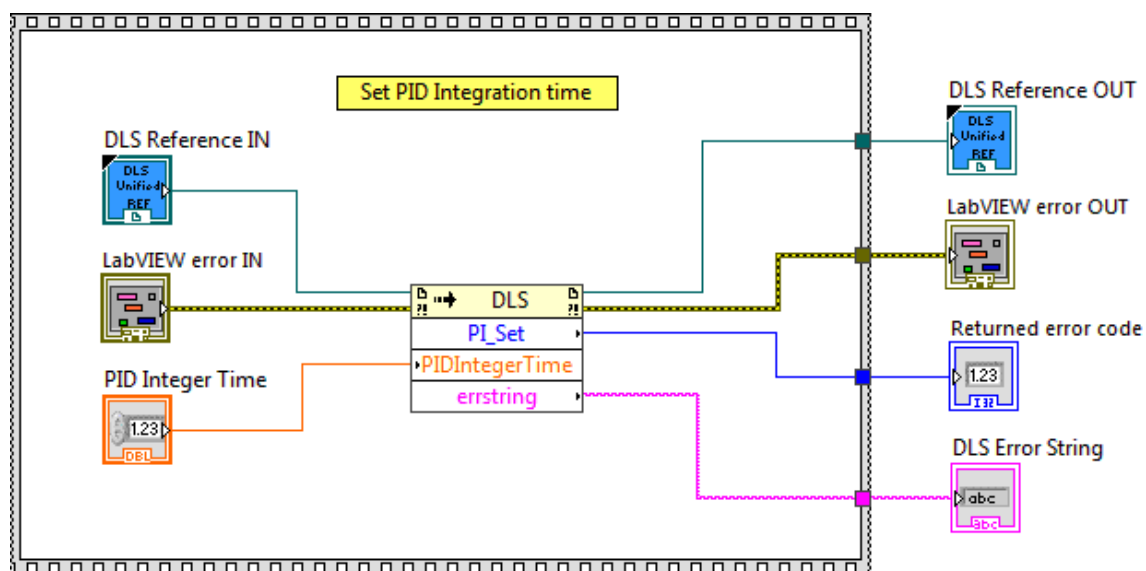 Set PID Integration time
DLS Reference IN
DLS
Unified
REF
LabVIEW error IN
PID Integer Time
1.23
DBL
DLS
PI_Set
PIDIntegerTime
errstring
DLS Reference OUT
DLS
Unified
REF
LabVIEW error OUT
Returned error code
1.23
I32
DLS Error String
abc
abc